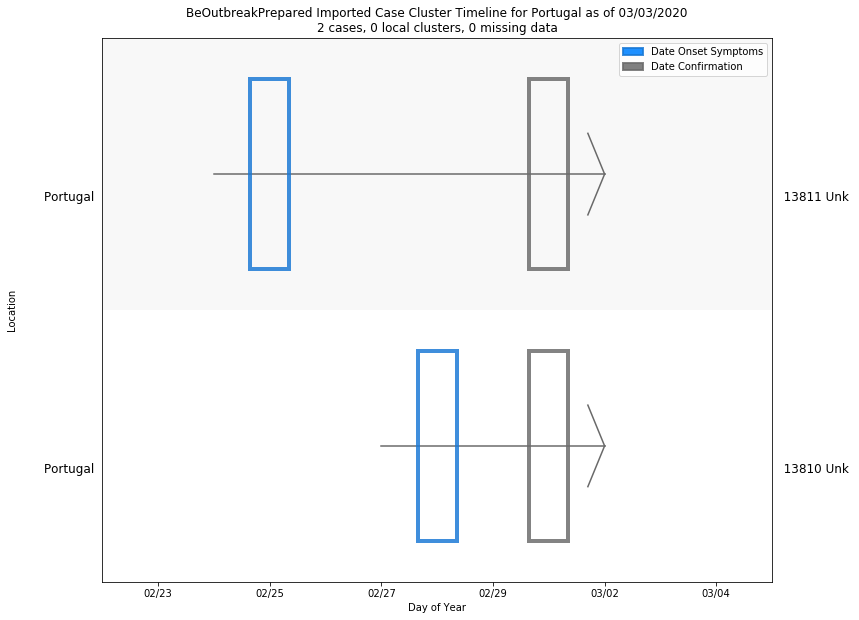 BeOutbreakPrepared Imported Case Cluster Timeline for Portugal as of 03/03/2020
2 cases, 0 local clusters, 0 missing data
Date Onset Symptoms
Date Confirmation
Portugal
13811 Unk
Location
Portugal
13810 Unk
02/23 02/25 02/27 02/29 03/02 03/04
Day of Year